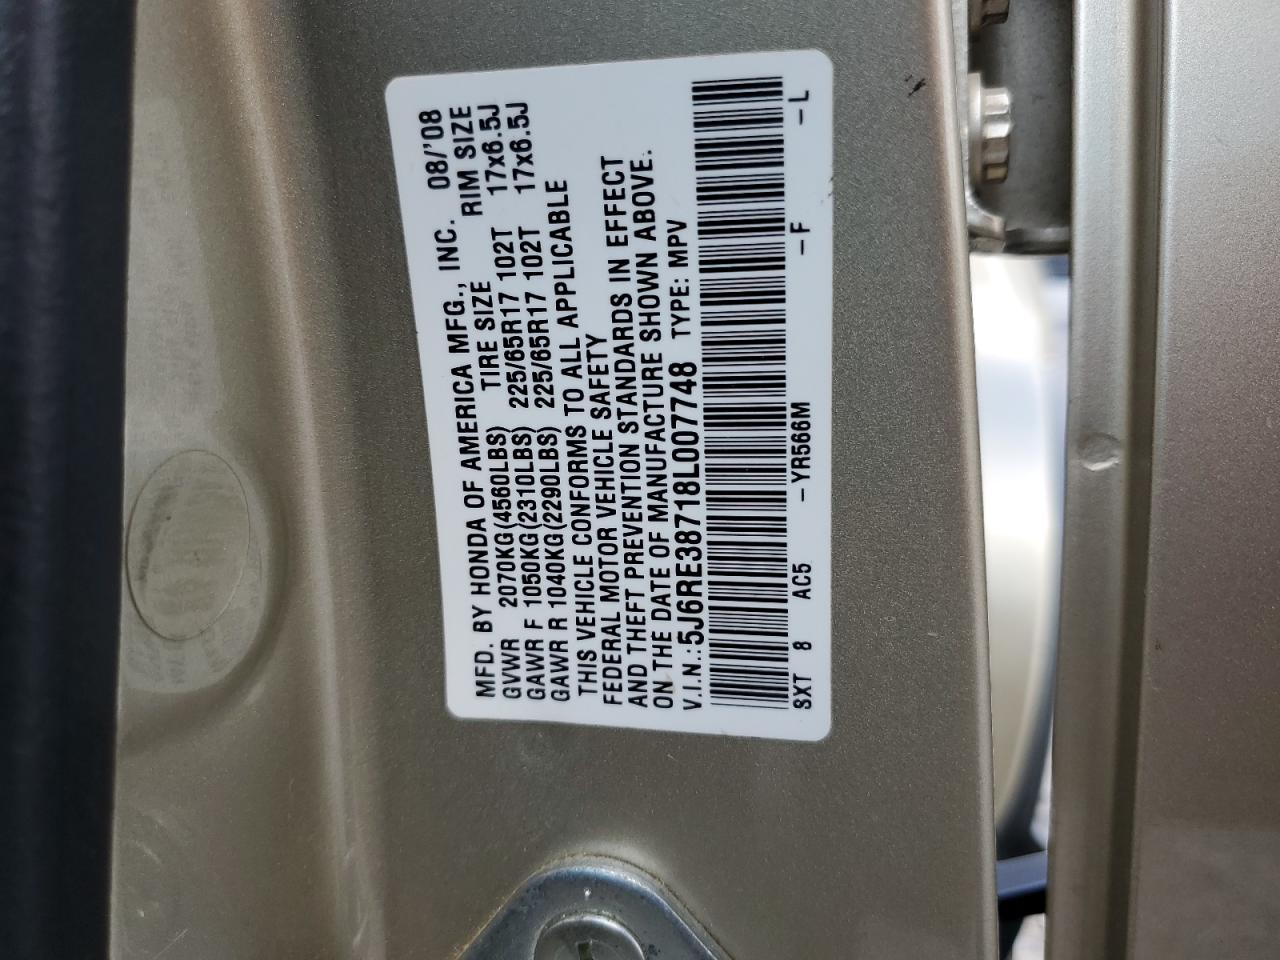 MFD. BY HONDA OF AMERICA MFG., INC. 08/'08
GVWR 2070KG(4560LBS) TIRE SIZE RIM SIZE
GAWR F 1050KG(2310LBS) 225/65R17 102T 17x6.5J
GAWR R 1040KG(2290LBS) 225/65R17 102T 17x6.5J
THIS VEHICLE CONFORMS TO ALL APPLICABLE
FEDERAL MOTOR VEHICLE SAFETY
AND THEFT PREVENTION STANDARDS IN EFFECT
ON THE DATE OF MANUFACTURE SHOWN ABOVE.
V.I.N.:5J6RE38718L007748 TYPE: MPV
SXT 8 AC5 -YR566M -F -L